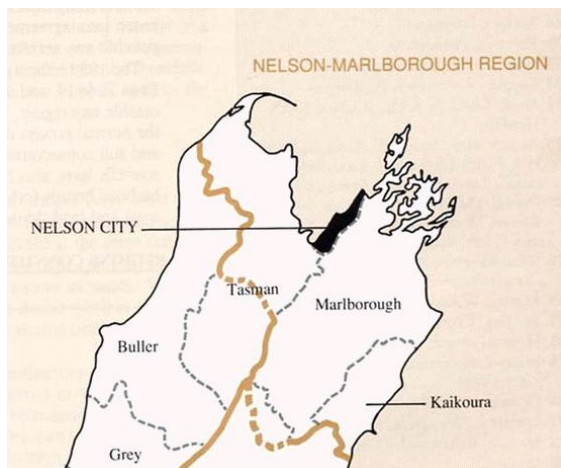 NELSON-MARLBOROUGH REGION
NELSON CITY
Tasman
Marlborough
Buller
Kaikoura
Grey